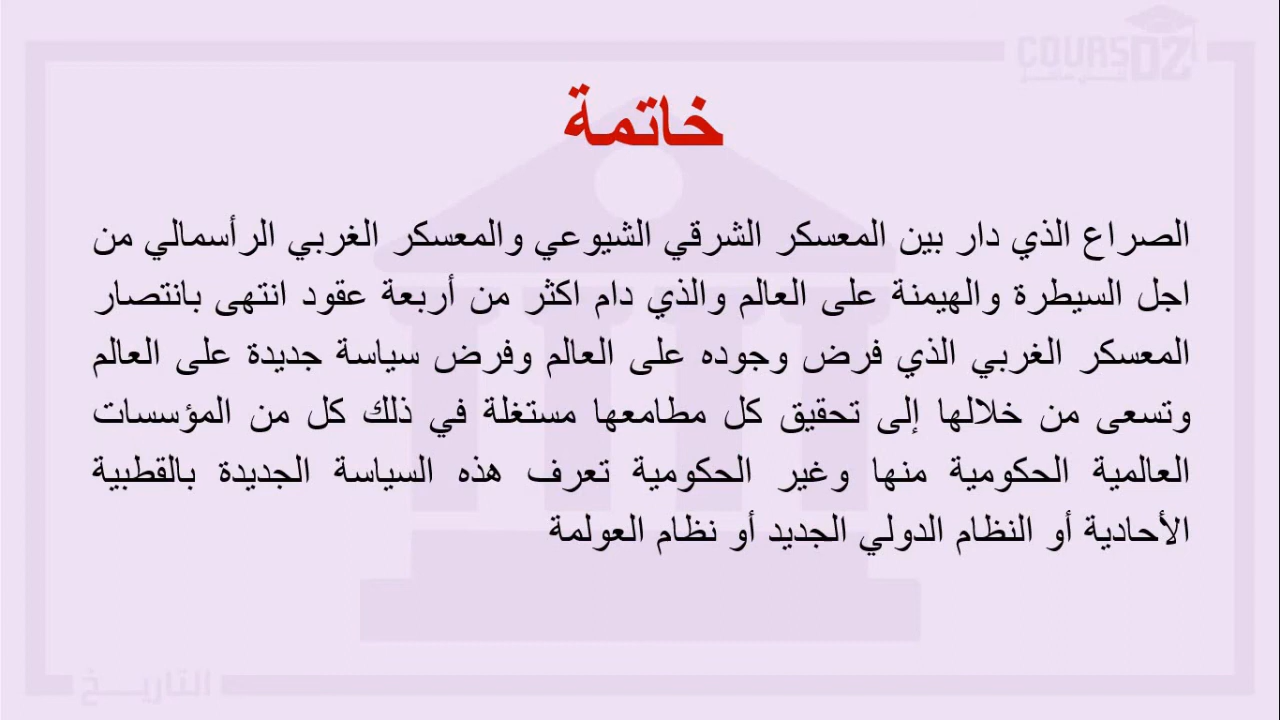 COURSDZ
خاتمة
الصراع الذي دار بين المعسكر الشرقي الشيوعي والمعسكر الغربي الرأسمالي من
اجل السيطرة والهيمنة على العالم والذي دام اكثر من أربعة عقود انتهى بانتصار
المعسكر الغربي الذي فرض وجوده على العالم وفرض سياسة جديدة على العالم
وتسعى من خلالها إلى تحقيق كل مطامعها مستغلة في ذلك كل من المؤسسات
العالمية الحكومية منها وغير الحكومية تعرف هذه السياسة الجديدة بالقطبية
الأحادية أو النظام الدولي الجديد أو نظام العولمة
التاريخ